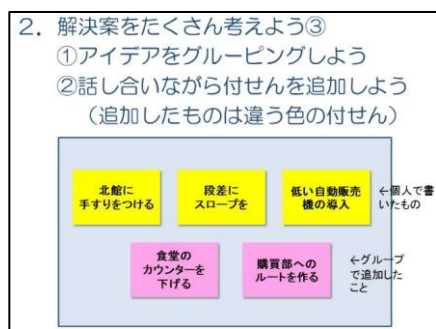 2．解決案をたくさん考えよう③
①アイデアをグルーピングしよう
②話し合いながら付せんを追加しよう
（追加したものは違う色の付せん）
北館に
手すりをつける
段差に
スロープを
低い自動販売
機の導入
←個人で書
いたもの
食堂の
カウンターを
下げる
購買部への
ルートを作る
←グループ
で追加した
こと